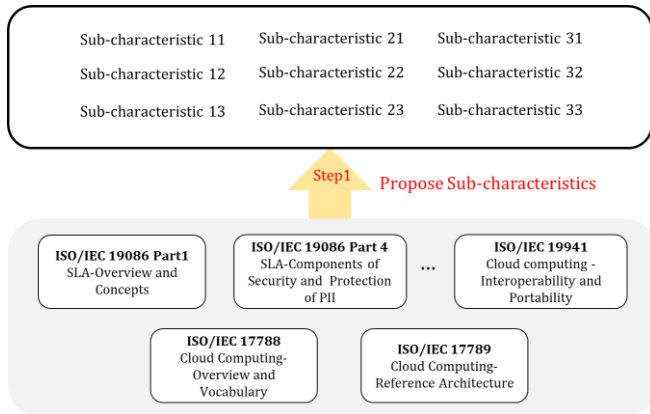 Sub-characteristic 11 Sub-characteristic 21 Sub-characteristic 31
Sub-characteristic 12 Sub-characteristic 22 Sub-characteristic 32
Sub-characteristic 13 Sub-characteristic 23 Sub-characteristic 33
Step1
Propose Sub-characteristics
ISO/IEC 19086 Part1
SLA-Overview and
Concepts
ISO/IEC 19086 Part 4
SLA-Components of
Security and Protection
of PII
...
ISO/IEC 19941
Cloud computing -
Interoperability and
Portability
ISO/IEC 17788
Cloud Computing-
Overview and
Vocabulary
ISO/IEC 17789
Cloud Computing-
Reference Architecture